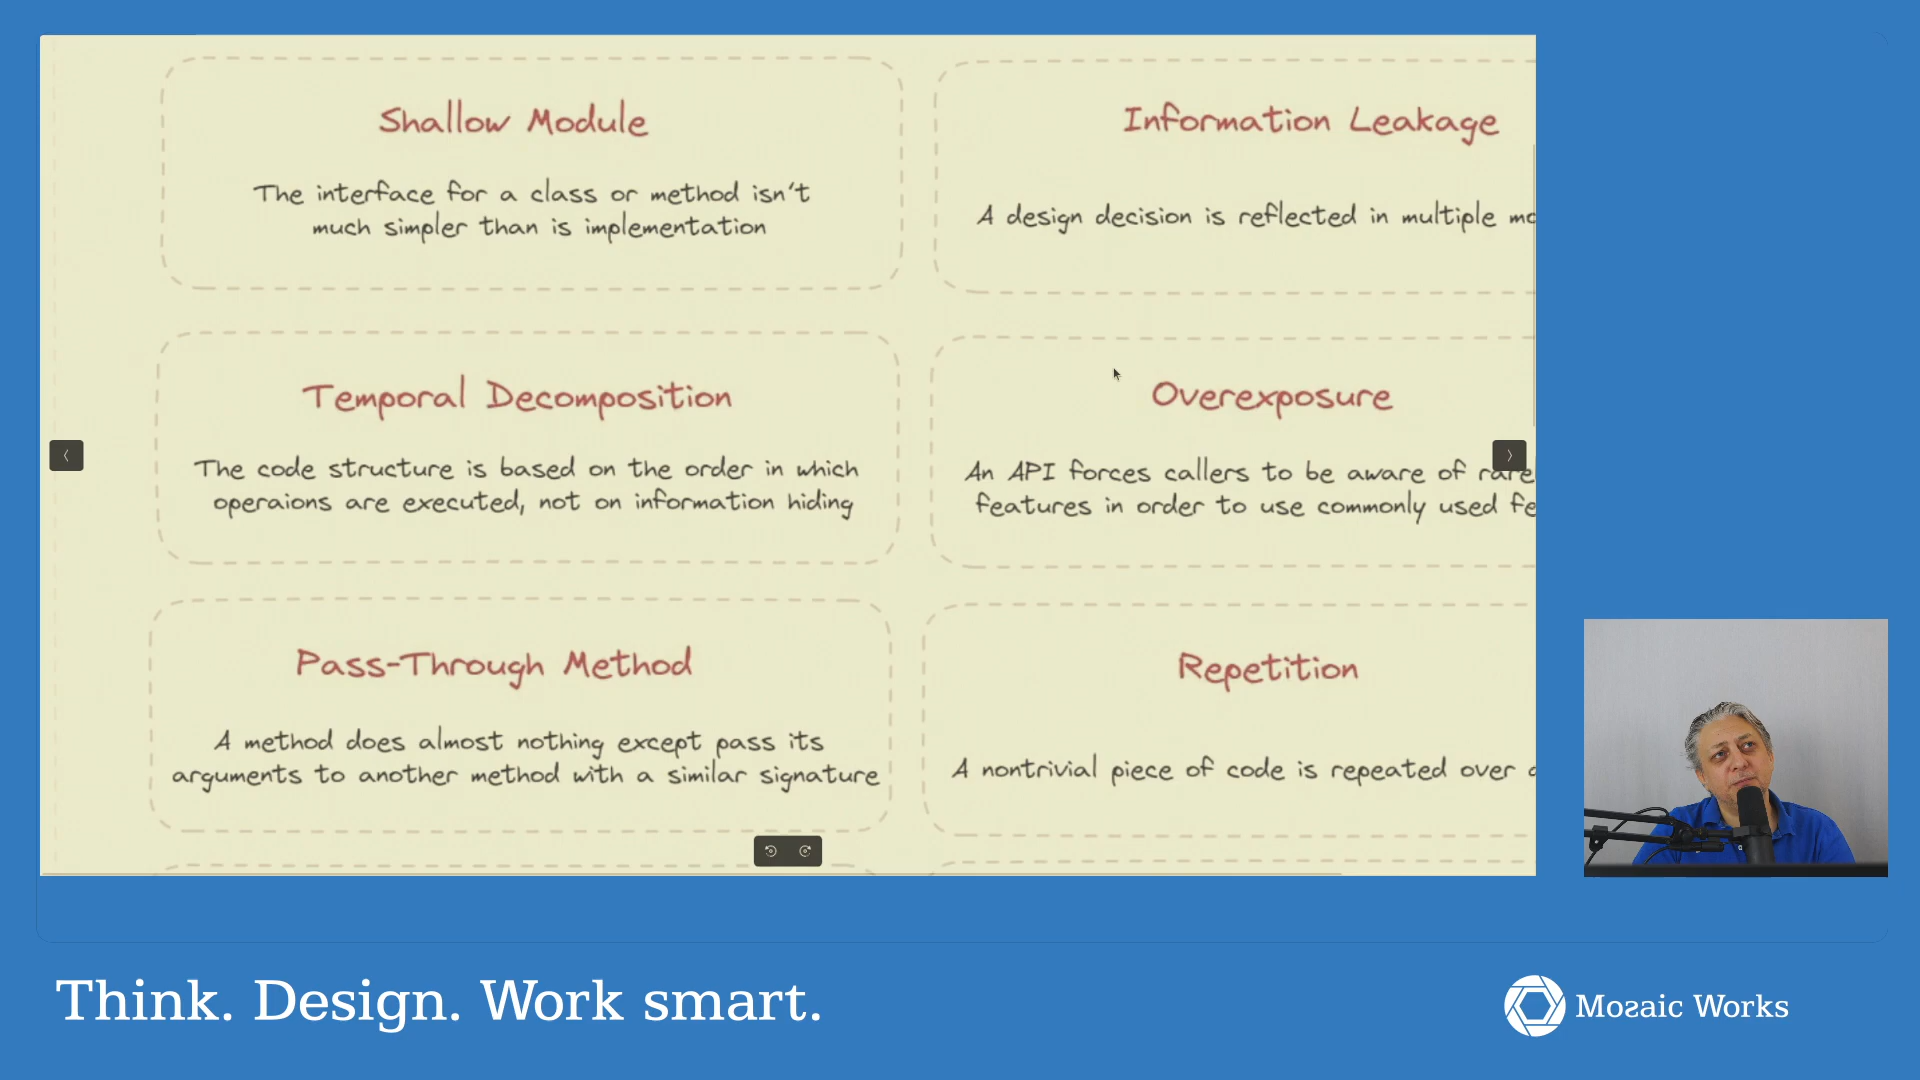 Shallow Module
The interface for a class or method isn't
much simpler than is implementation
Information Leakage
A design decision is reflected in multiple
Temporal Decomposition
The code structure is based on the order in which
operaions are executed, not on information hiding
Overexposure
An API forces callers to be aware of
features in order to use commonly used
Pass-Through Method
A method does almost nothing except pass its
arguments to another method with a similar signature
Repetition
A nontrivial piece of code is repeated over
Think. Design. Work smart.
Mozaic Works